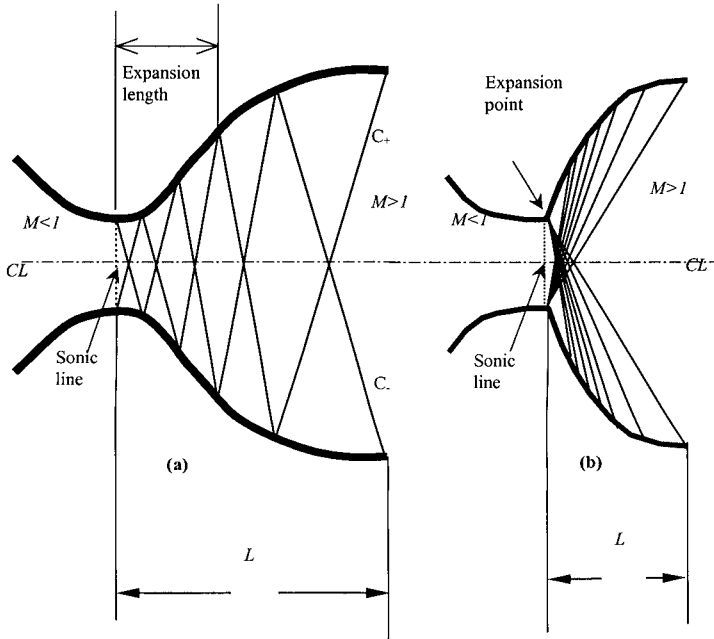 Expansion
length
Expansion
point
C+
M>1
M<1
CL
Sonic
line
C-
(a)
L
M<1
M>1
CL
Sonic
line
(b)
L